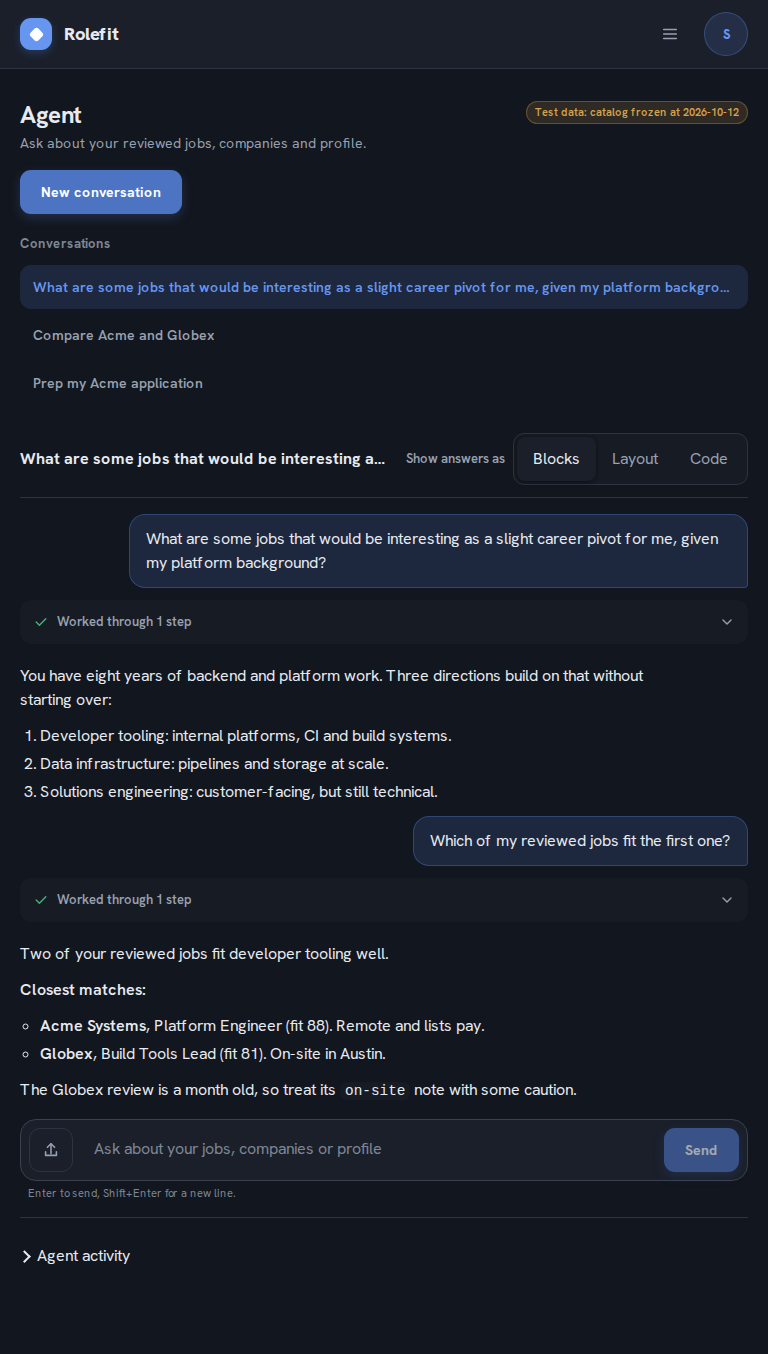 Rolefit
S
Agent
Test data: catalog frozen at 2026-10-12
Ask about your reviewed jobs, companies and profile.
New conversation
Conversations
What are some jobs that would be interesting as a slight career pivot for me, given my platform backgro...
Compare Acme and Globex
Prep my Acme application
What are some jobs that would be interesting a...
Show answers as
Blocks
Layout
Code
What are some jobs that would be interesting as a slight career pivot for me, given
my platform background?
Worked through 1 step
You have eight years of backend and platform work. Three directions build on that without
starting over:
1. Developer tooling: internal platforms, CI and build systems.
2. Data infrastructure: pipelines and storage at scale.
3. Solutions engineering: customer-facing, but still technical.
Which of my reviewed jobs fit the first one?
Worked through 1 step
Two of your reviewed jobs fit developer tooling well.
Closest matches:
Acme Systems, Platform Engineer (fit 88). Remote and lists pay.
Globex, Build Tools Lead (fit 81). On-site in Austin.
The Globex review is a month old, so treat its on-site note with some caution.
Ask about your jobs, companies or profile
Send
Enter to send, Shift+Enter for a new line.
Agent activity